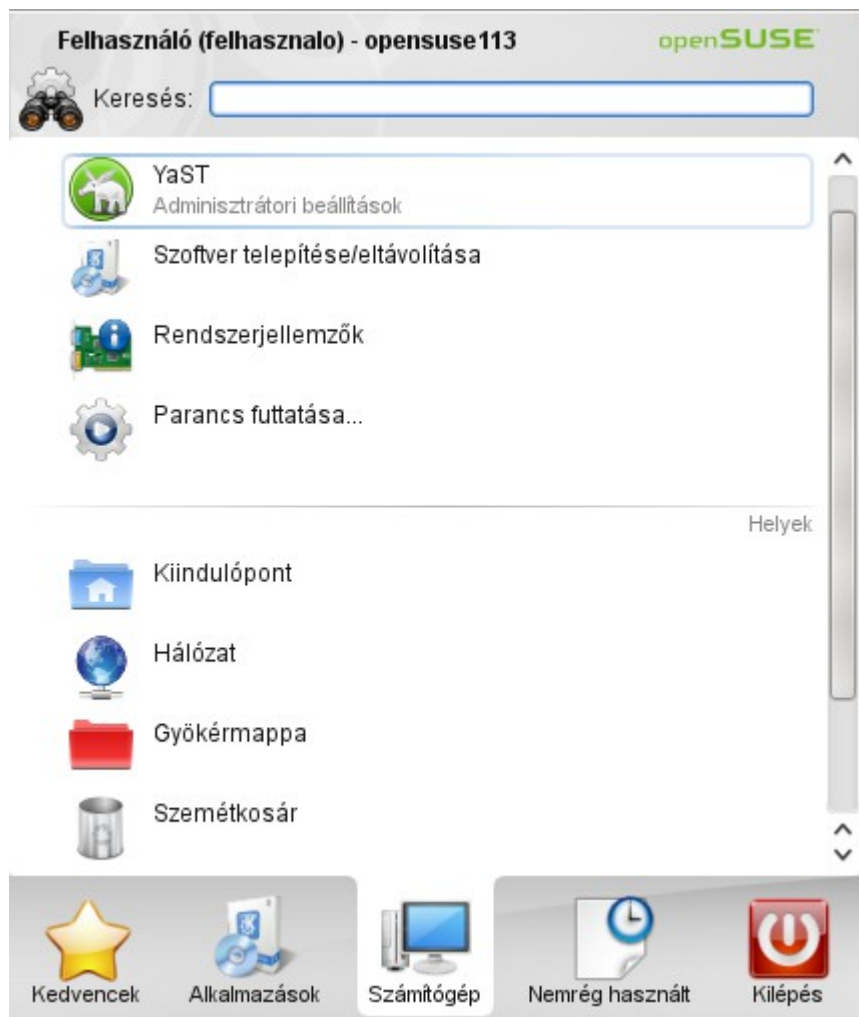 Felhasználó (felhasznalo) - opensuse113
openSUSE
Keresés:
YaST
Adminisztrátori beállítások
Szoftver telepítése/eltávolítása
Rendszerjellemzők
Parancs futtatása...
Helyek
Kiindulópont
Hálózat
Gyökérmappa
Szemétkosár
Kedvencek
Alkalmazások
Számítógép
Nemrég használt
Kilépés